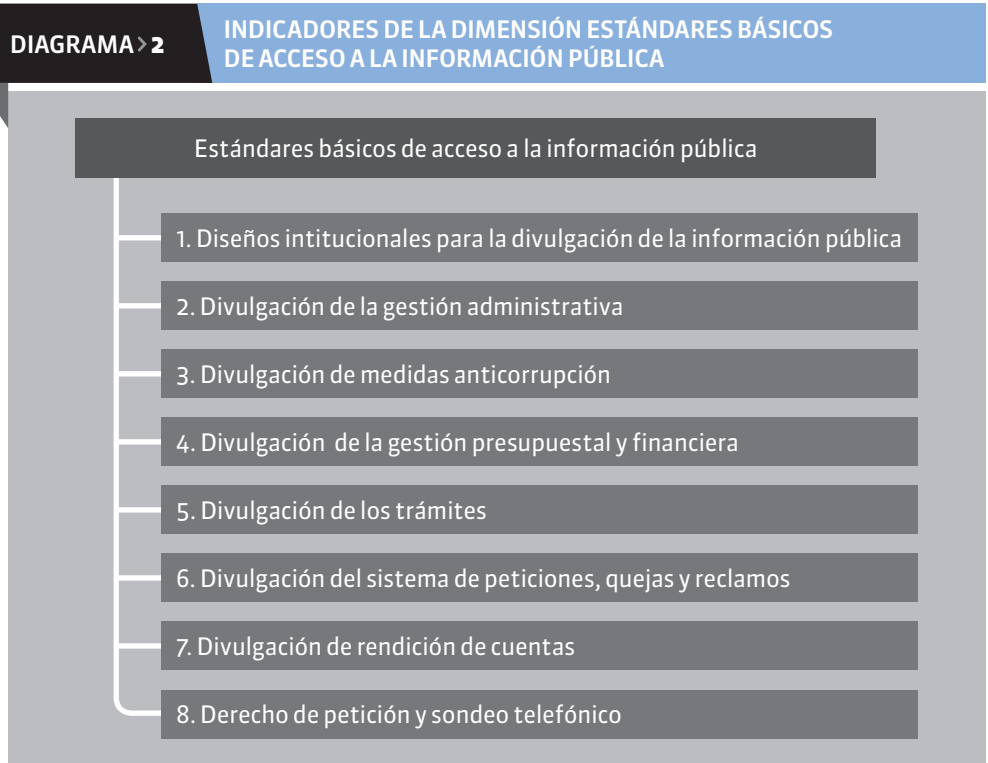 DIAGRAMA>2
INDICADORES DE LA DIMENSIÓN ESTÁNDARES BÁSICOS
DE ACCESO A LA INFORMACIÓN PÚBLICA
Estándares básicos de acceso a la información pública
1. Diseños intitucionales para la divulgación de la información pública
2. Divulgación de la gestión administrativa
3. Divulgación de medidas anticorrupción
4. Divulgación de la gestión presupuestal y financiera
5. Divulgación de los trámites
6. Divulgación del sistema de peticiones, quejas y reclamos
7. Divulgación de rendición de cuentas
8. Derecho de petición y sondeo telefónico